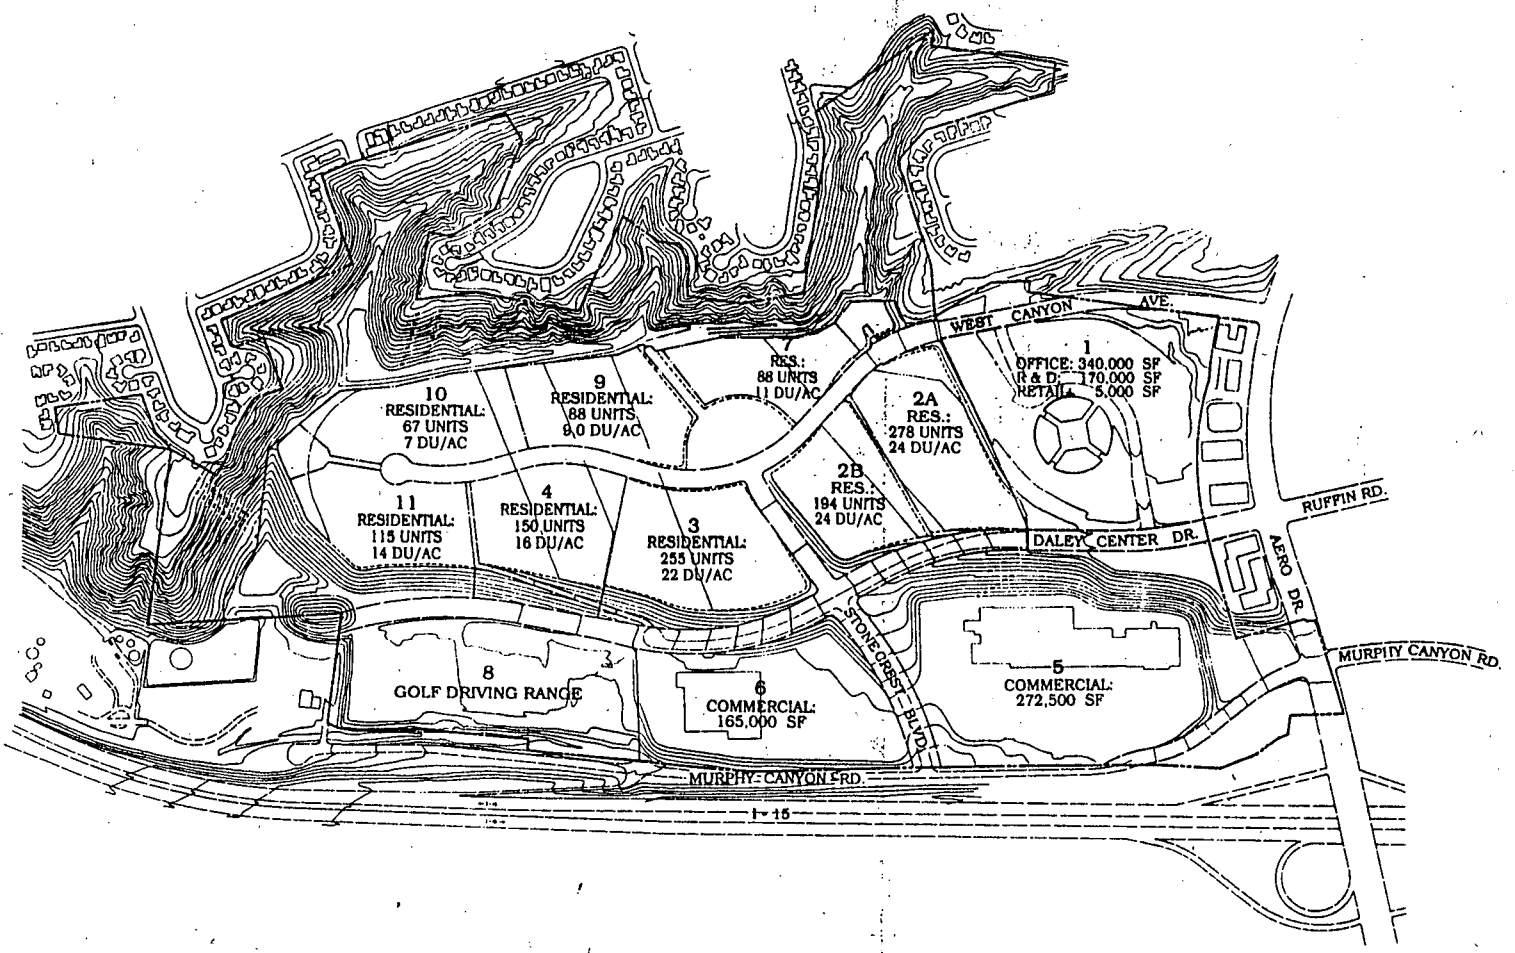 WEST CANYON AVE.
1
OFFICE: 340,000 SF
R & D: 170,000 SF
RETAIL: 5,000 SF
7
RES.:
88 UNITS
11 DU/AC
9
RESIDENTIAL:
88 UNITS
9.0 DU/AC
10
RESIDENTIAL:
67 UNITS
7 DU/AC
2A
RES.:
278 UNITS
24 DU/AC
2B
RES.:
194 UNITS
24 DU/AC
11
RESIDENTIAL:
115 UNITS
14 DU/AC
4
RESIDENTIAL:
150 UNITS
16 DU/AC
3
RESIDENTIAL:
255 UNITS
22 DU/AC
RUFFIN RD.
DALEY CENTER DR.
AERO DR.
STONECREST BLVD.
MURPHY CANYON RD.
8
GOLF DRIVING RANGE
6
COMMERCIAL:
165,000 SF
5
COMMERCIAL:
272,500 SF
MURPHY CANYON RD.
I-15